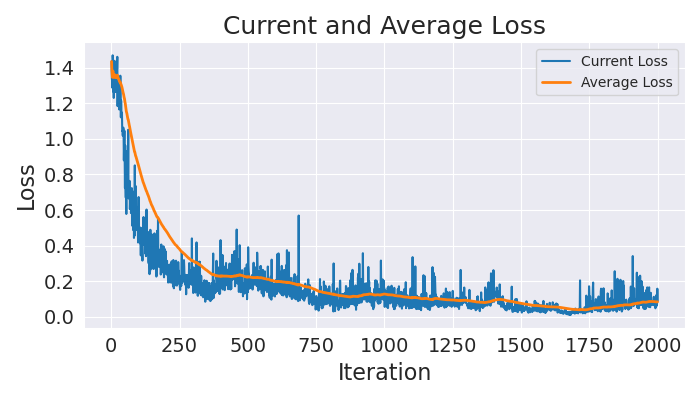 Current and Average Loss
Current Loss
Average Loss
1.4
1.2
1.0
0.8
0.6
0.4
0.2
0.0
Loss
0 250 500 750 1000 1250 1500 1750 2000
Iteration